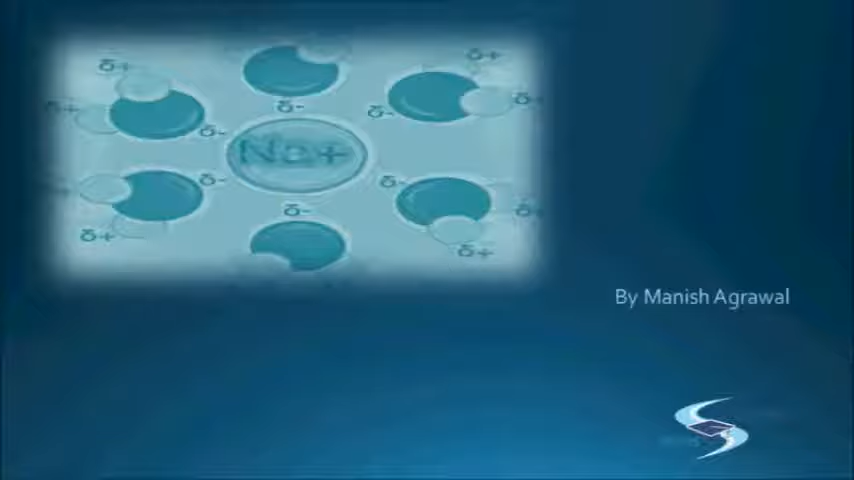 δ+ δ+
δ+ δ- δ- δ+
δ-
Na+
δ- δ-
δ- δ+
δ+ δ+
By Manish Agrawal